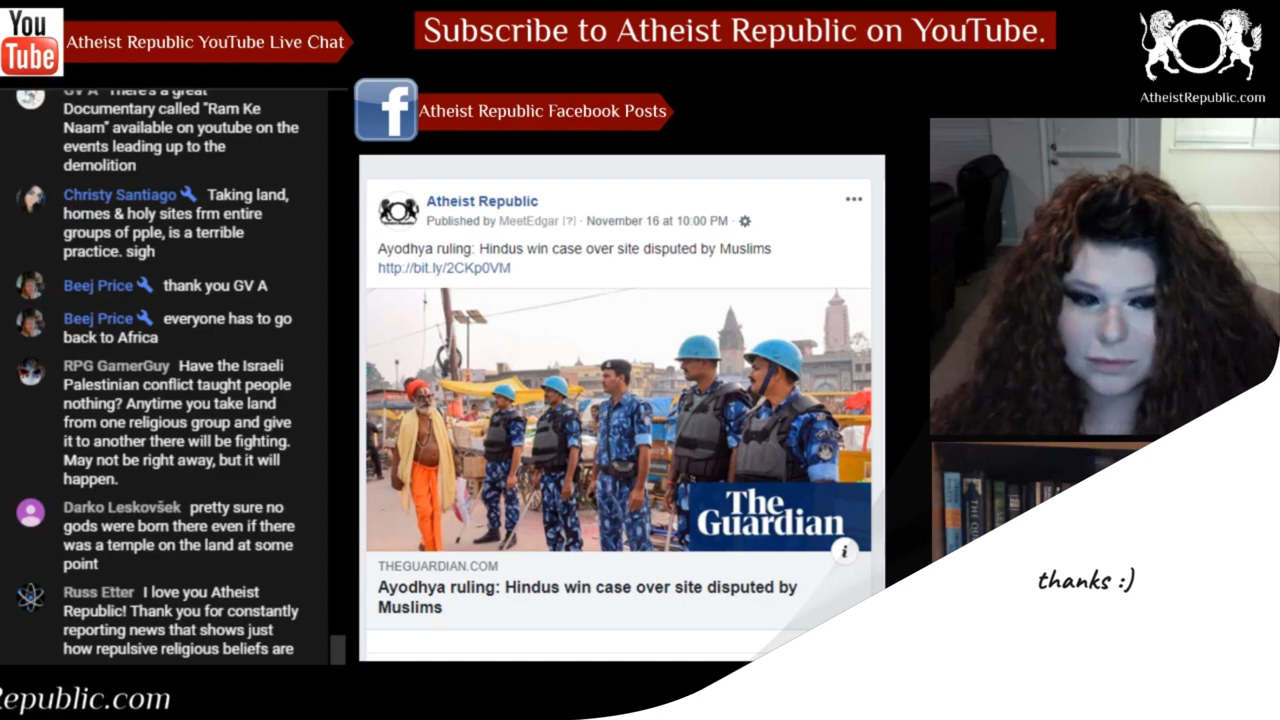 You
Tube
Atheist Republic YouTube Live Chat
Subscribe to Atheist Republic on YouTube.
AtheistRepublic.com
Atheist Republic Facebook Posts
GV A There's a great
Documentary called "Ram Ke
Naam" available on youtube on the
events leading up to the
demolition
Christy Santiago Taking land,
homes & holy sites frm entire
groups of pple, is a terrible
practice. sigh
Beej Price thank you GV A
Beej Price everyone has to go
back to Africa
RPG GamerGuy Have the Israeli
Palestinian conflict taught people
nothing? Anytime you take land
from one religious group and give
it to another there will be fighting.
May not be right away, but it will
happen.
Darko Leskovšek pretty sure no
gods were born there even if there
was a temple on the land at some
point
Russ Etter I love you Atheist
Republic! Thank you for constantly
reporting news that shows just
how repulsive religious beliefs are
Atheist Republic
Published by MeetEdgar [?] · November 16 at 10:00 PM ·
Ayodhya ruling: Hindus win case over site disputed by Muslims
http://bit.ly/2CKp0VM
The
Guardian
THEGUARDIAN.COM
Ayodhya ruling: Hindus win case over site disputed by
Muslims
thanks :)
Republic.com